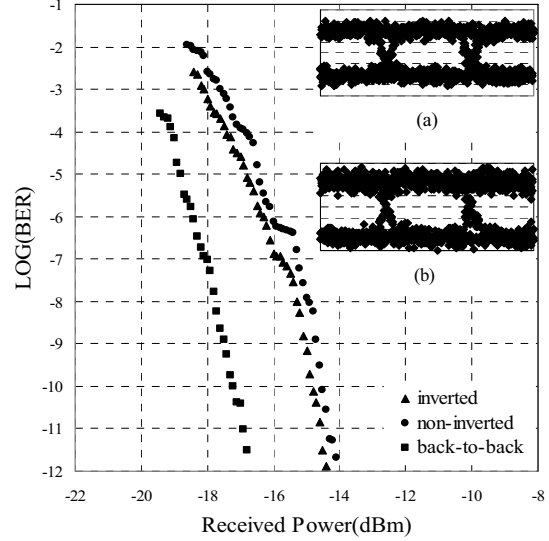 -1
-2
-3
-4
-5
-6
-7
-8
-9
-10
-11
-12
LOG(BER)
(a)
(b)
inverted
non-inverted
back-to-back
-22 -20 -18 -16 -14 -12 -10 -8
Received Power(dBm)